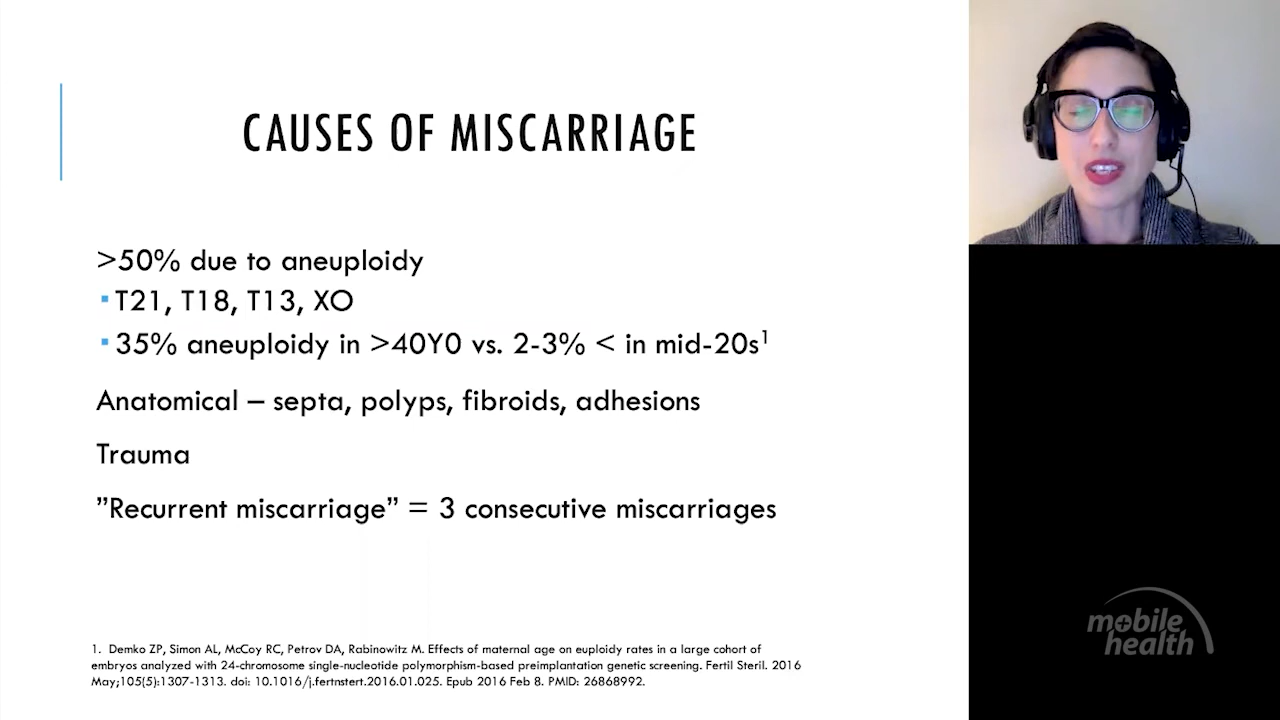 CAUSES OF MISCARRIAGE
>50% due to aneuploidy
▪ T21, T18, T13, XO
▪ 35% aneuploidy in >40Y0 vs. 2-3% < in mid-20s¹
Anatomical – septa, polyps, fibroids, adhesions
Trauma
”Recurrent miscarriage” = 3 consecutive miscarriages
1. Demko ZP, Simon AL, McCoy RC, Petrov DA, Rabinowitz M. Effects of maternal age on euploidy rates in a large cohort of
embryos analyzed with 24-chromosome single-nucleotide polymorphism-based preimplantation genetic screening. Fertil Steril. 2016
May;105(5):1307-1313. doi: 10.1016/j.fertnstert.2016.01.025. Epub 2016 Feb 8. PMID: 26868992.
mobile
health